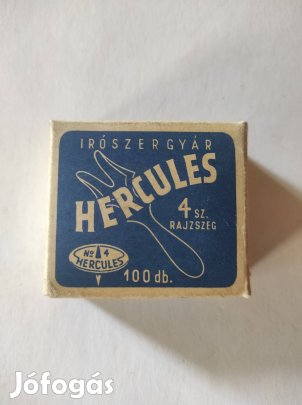 IRÓSZERGYÁR
HERCULES
4 SZ.
RAJZSZEG
No 4
HERCULES
100 db.
Jófogás